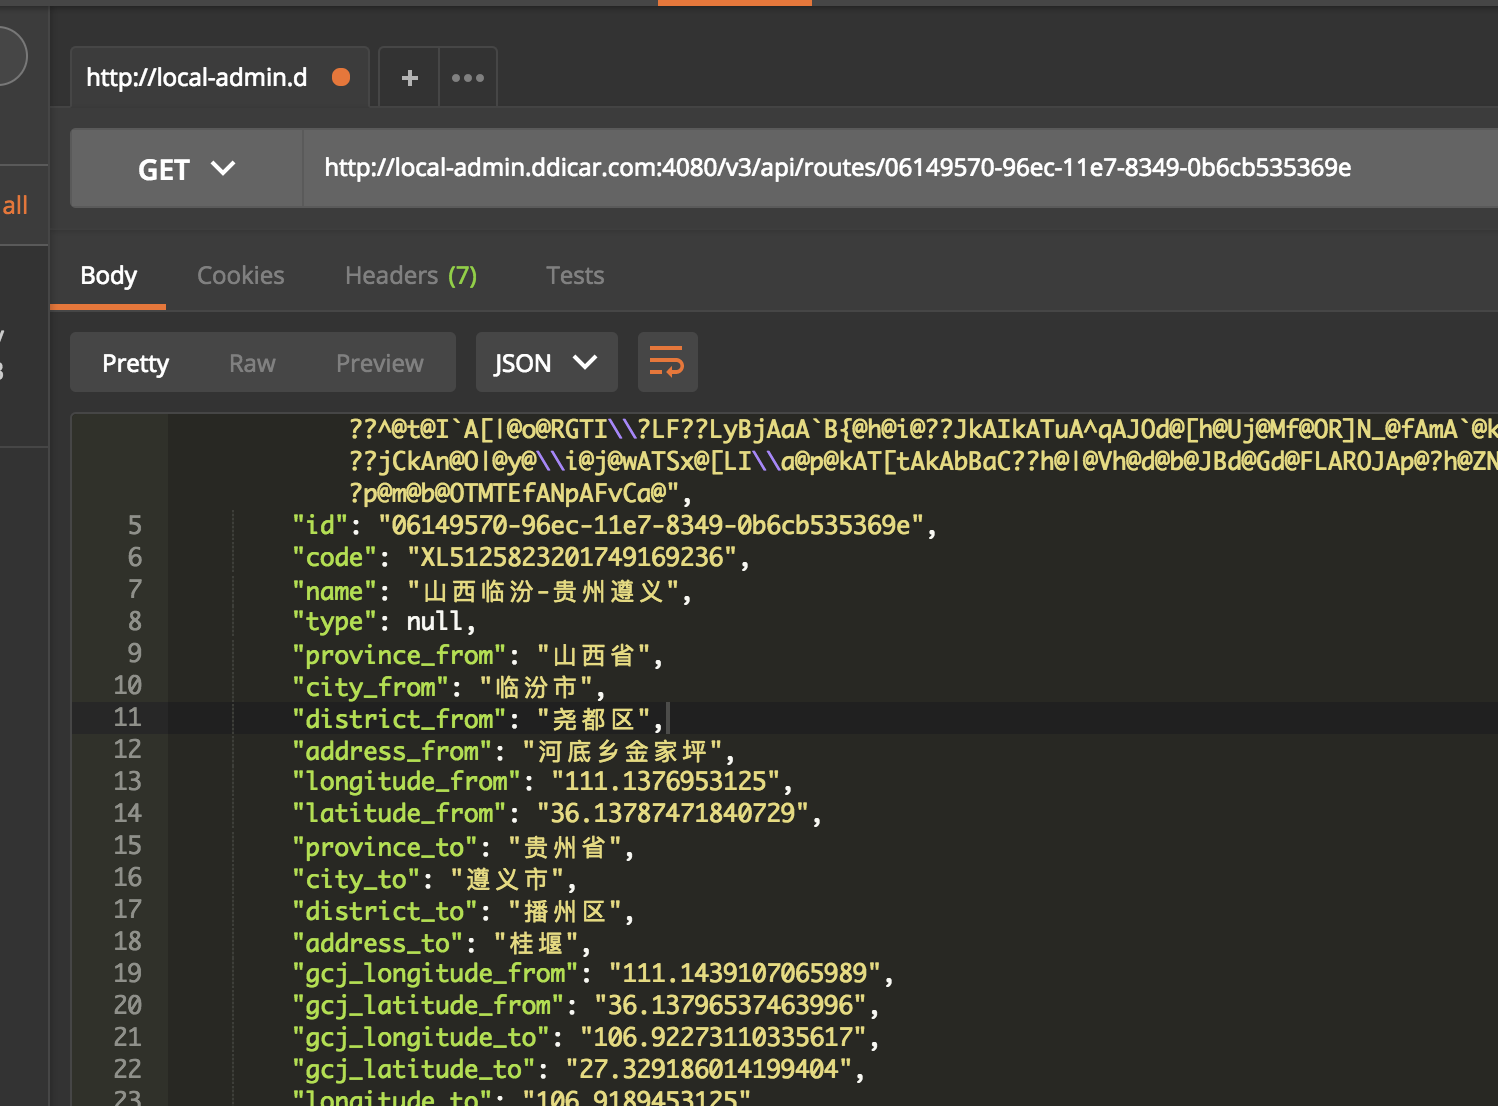 http://local-admin.d
GET
http://local-admin.ddicar.com:4080/v3/api/routes/06149570-96ec-11e7-8349-0b6cb535369e
all
Body Cookies Headers (7) Tests
Pretty Raw Preview JSON
??^@t@I`A[|@o@RGTI\\?LF??LyBjAaA`B{@h@i@??JkAIkATuA^qAJOd@[h@Uj@Mf@OR]N_@fAmA`@k
??jCkAn@O|@y@\\i@j@wATSx@[LI\\a@p@kAT[tAkAbBaC??h@|@Vh@d@b@JBd@Gd@FLAROJAp@?h@ZN
?p@m@b@OTMTEfANpAFvCa@",
5 "id": "06149570-96ec-11e7-8349-0b6cb535369e",
6 "code": "XL5125823201749169236",
7 "name": "山西临汾-贵州遵义",
8 "type": null,
9 "province_from": "山西省",
10 "city_from": "临汾市",
11 "district_from": "尧都区",
12 "address_from": "河底乡金家坪",
13 "longitude_from": "111.1376953125",
14 "latitude_from": "36.13787471840729",
15 "province_to": "贵州省",
16 "city_to": "遵义市",
17 "district_to": "播州区",
18 "address_to": "桂堰",
19 "gcj_longitude_from": "111.1439107065989",
20 "gcj_latitude_from": "36.13796537463996",
21 "gcj_longitude_to": "106.92273110335617",
22 "gcj_latitude_to": "27.329186014199404",
23 "longitude_to": "106.9189453125"